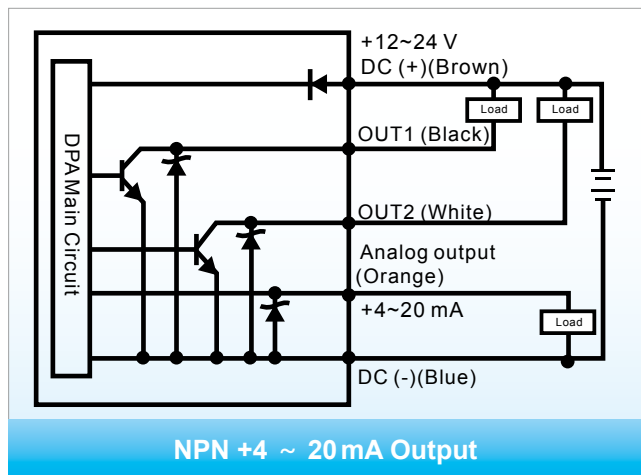 +12~24 V
DC (+)(Brown)
Load
Load
DPA Main Circuit
OUT1 (Black)
OUT2 (White)
Analog output
(Orange)
+4~20 mA
Load
DC (-)(Blue)
NPN +4 ~ 20 mA Output